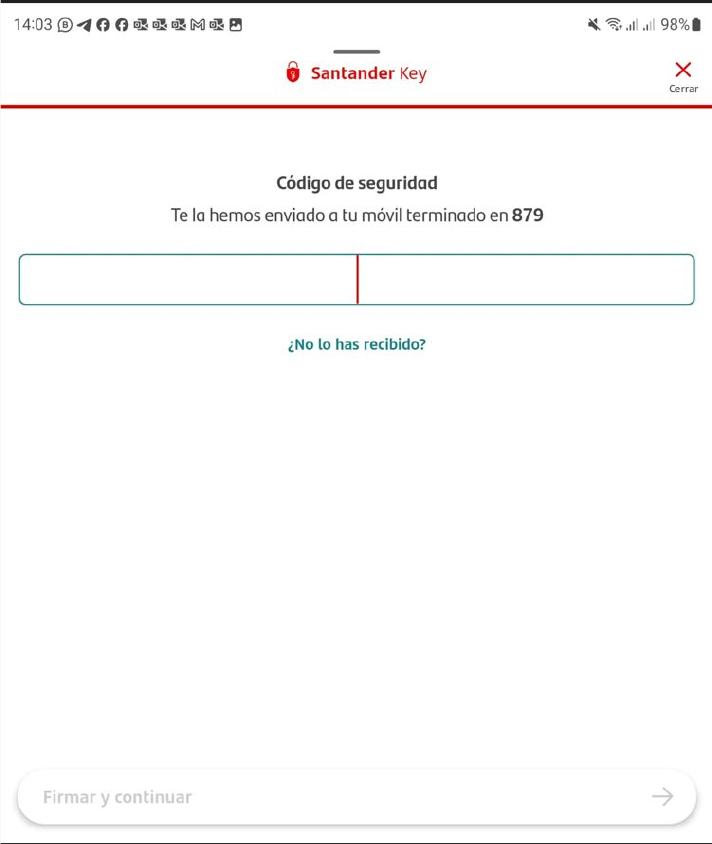 14:03 98%
Santander Key
Cerrar
Código de seguridad
Te la hemos enviado a tu móvil terminado en 879
¿No lo has recibido?
Firmar y continuar